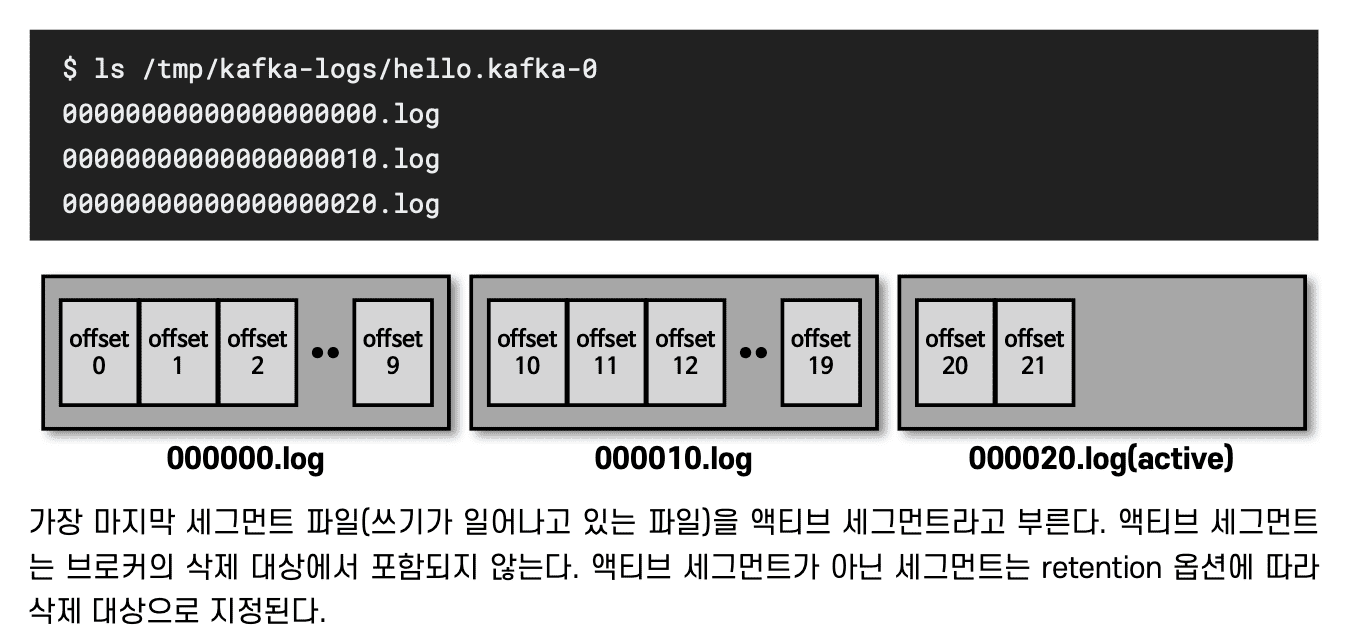 $ ls /tmp/kafka-logs/hello.kafka-0
00000000000000000000.log
00000000000000000010.log
00000000000000000020.log
offset 0
offset 1
offset 2
••
offset 9
offset 10
offset 11
offset 12
••
offset 19
offset 20
offset 21
000000.log
000010.log
000020.log(active)
가장 마지막 세그먼트 파일(쓰기가 일어나고 있는 파일)을 액티브 세그먼트라고 부른다. 액티브 세그먼트
는 브로커의 삭제 대상에서 포함되지 않는다. 액티브 세그먼트가 아닌 세그먼트는 retention 옵션에 따라
삭제 대상으로 지정된다.